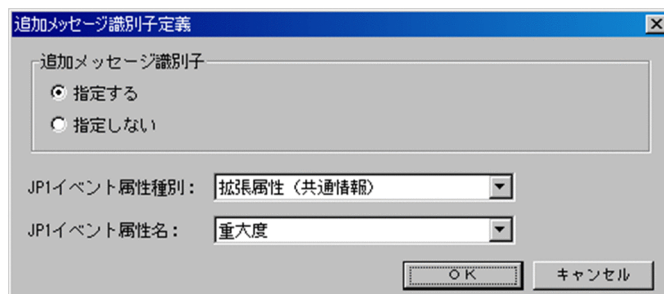 追加メッセージ識別子定義
追加メッセージ識別子
指定する
指定しない
JP1イベント属性種別： 拡張属性（共通情報）
JP1イベント属性名： 重大度
OK キャンセル